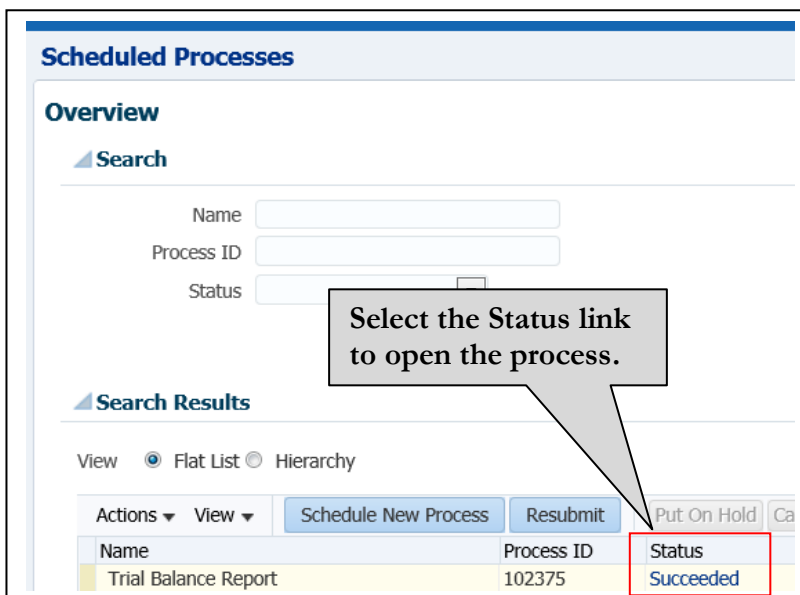 Scheduled Processes
Overview
Search
Name
Process ID
Status
Select the Status link
to open the process.
Search Results
View Flat List Hierarchy
Actions View Schedule New Process Resubmit Put On Hold Ca
Name Process ID Status
Trial Balance Report 102375 Succeeded